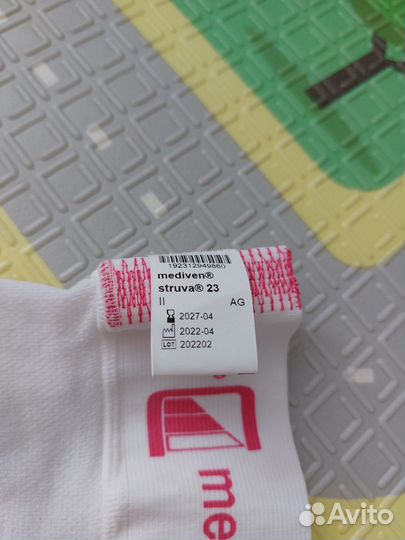 192312949860
mediven®
struva® 23
II AG
2027-04
2022-04
LOT 202202
me
Avito